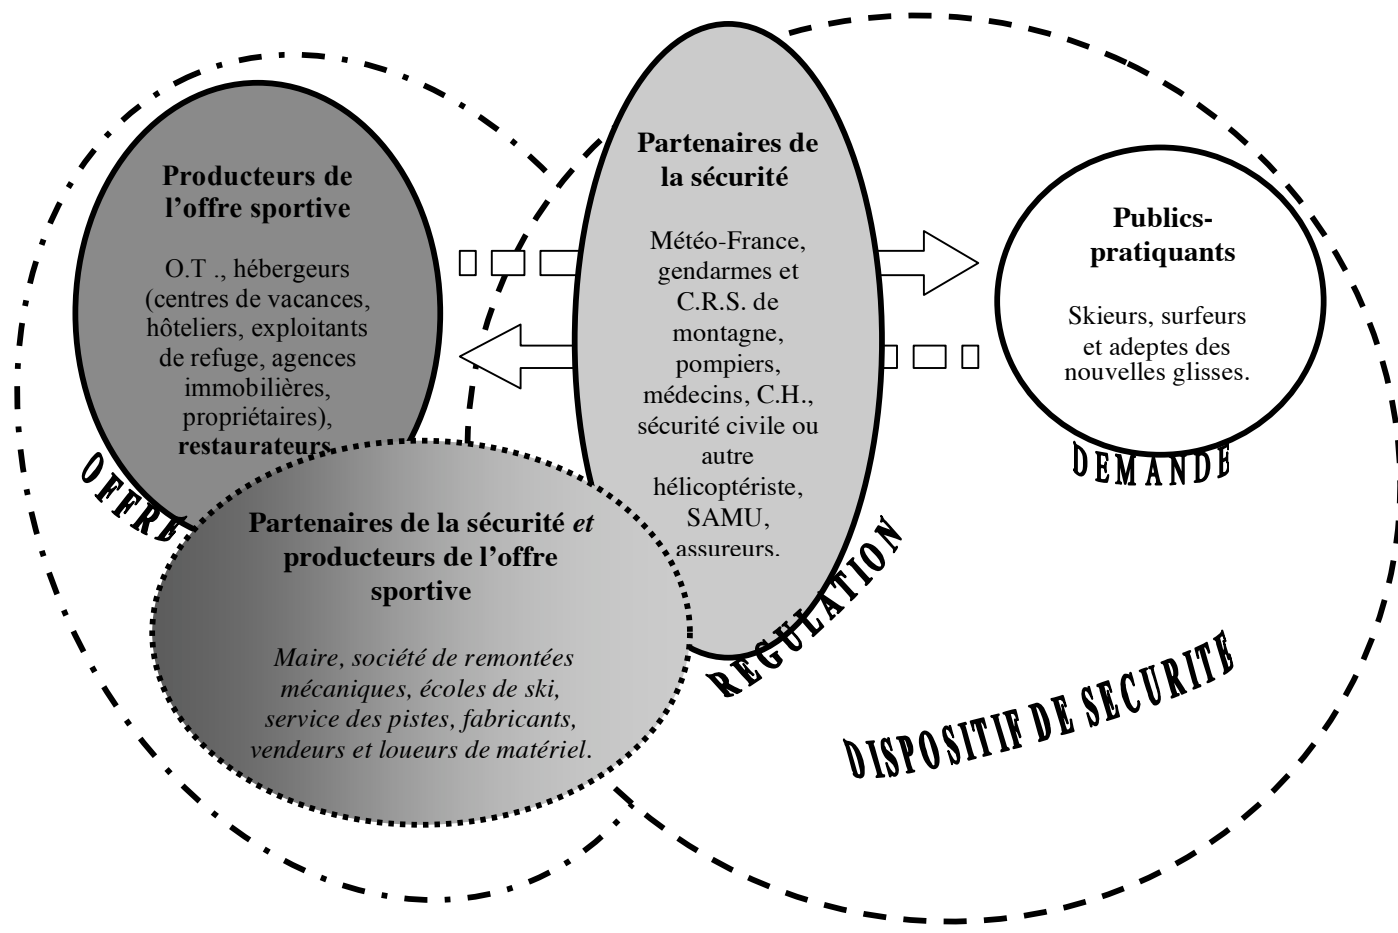 Producteurs de
l’offre sportive
O.T ., hébergeurs
(centres de vacances,
hôteliers, exploitants
de refuge, agences
immobilières,
propriétaires),
restaurateurs
OFFRE
Partenaires de
la sécurité
Météo-France,
gendarmes et
C.R.S. de
montagne,
pompiers,
médecins, C.H.,
sécurité civile ou
autre
hélicoptériste,
SAMU,
assureurs.
REGULATION
Publics-
pratiquants
Skieurs, surfeurs
et adeptes des
nouvelles glisses.
DEMANDE
Partenaires de la sécurité et
producteurs de l’offre
sportive
Maire, société de remontées
mécaniques, écoles de ski,
service des pistes, fabricants,
vendeurs et loueurs de matériel.
DISPOSITIF DE SECURITE